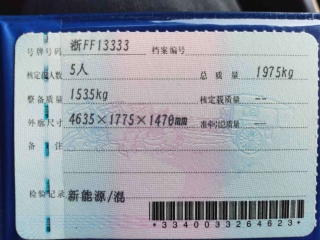 号牌号码 浙FF13333 档案编号
核定载人数 5人 总质量 1975kg
整备质量 1535kg 核定载质量 --
外廓尺寸 4635×1775×1470mm 准牵引总质量 --
备注
检验记录 新能源/混
*3340033264623*